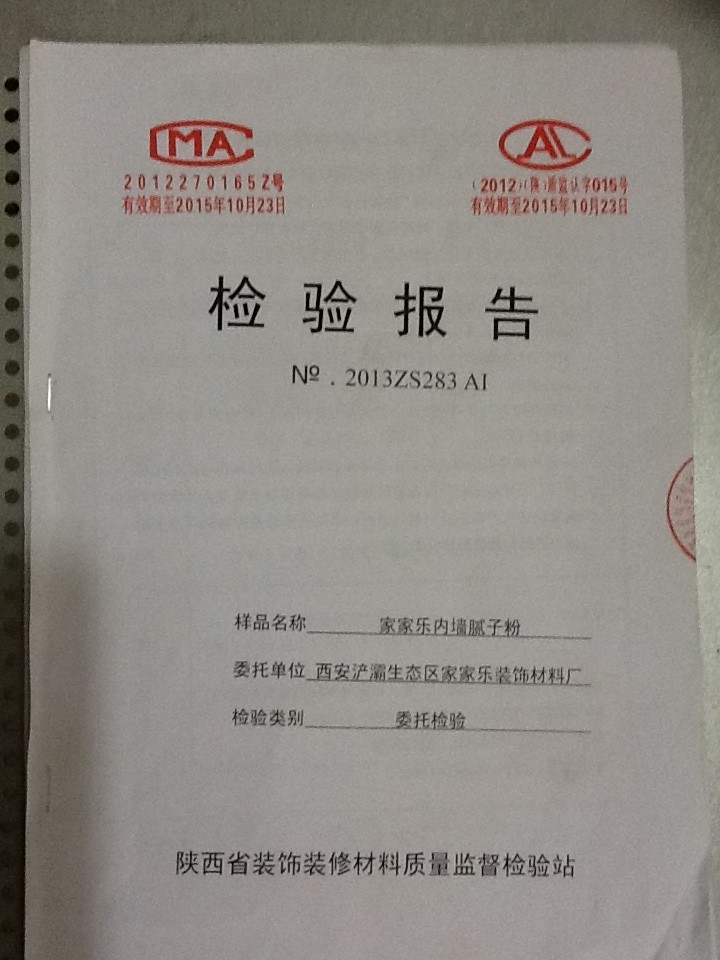 CMA
2012270165Z号
有效期至2015年10月23日
CAL
(2012)(陕)质监认字015号
有效期至2015年10月23日
检验报告
№.2013ZS283 AI
样品名称 家家乐内墙腻子粉
委托单位 西安浐灞生态区家家乐装饰材料厂
检验类别 委托检验
陕西省装饰装修材料质量监督检验站